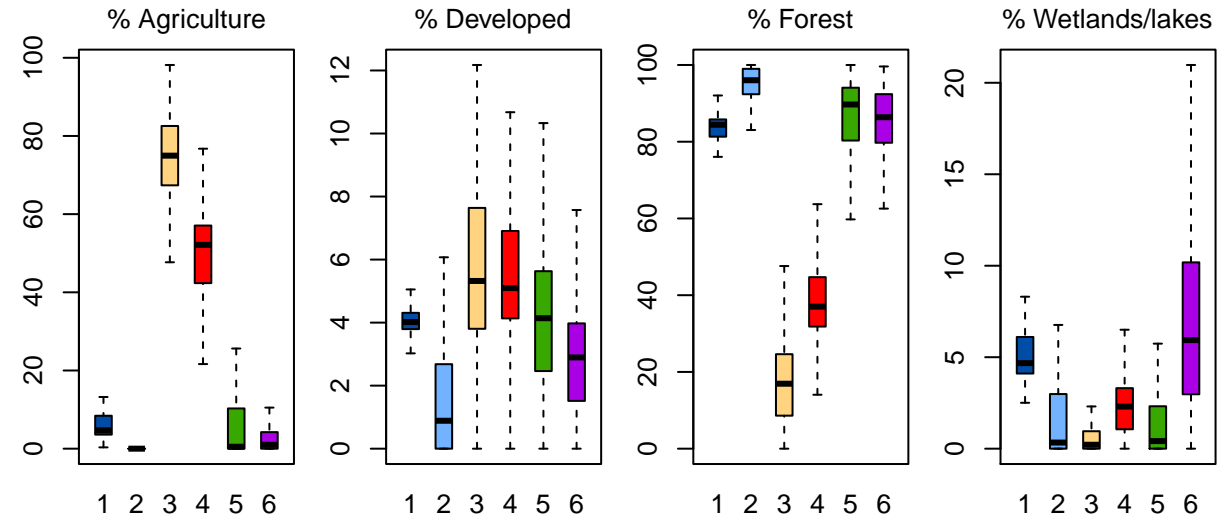 % Agriculture
% Developed
% Forest
% Wetlands/lakes
0 20 40 60 80 100
0 2 4 6 8 10 12
0 20 40 60 80 100
0 5 10 15 20
1 2 3 4 5 6
1 2 3 4 5 6
1 2 3 4 5 6
1 2 3 4 5 6